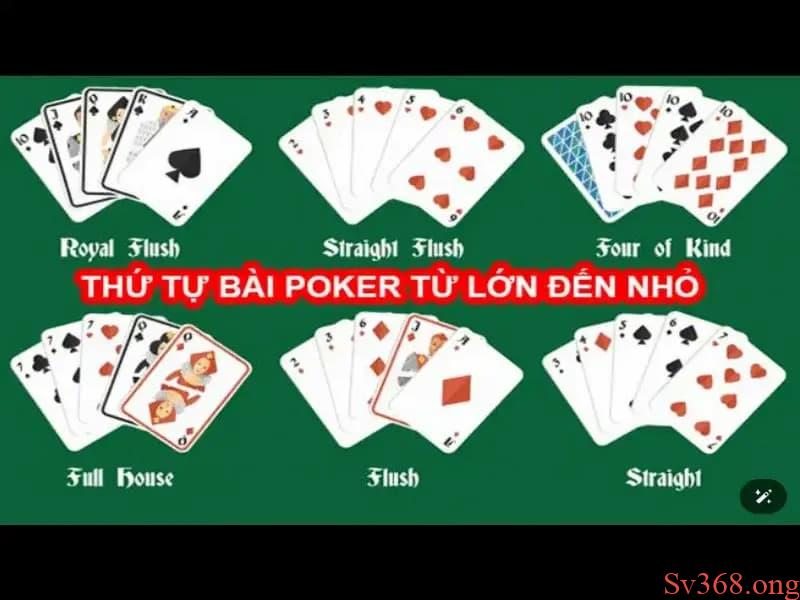 Royal Flush
Straight Flush
Four of Kind
THỨ TỰ BÀI POKER TỪ LỚN ĐẾN NHỎ
Full House
Flush
Straight
Sv368.ong